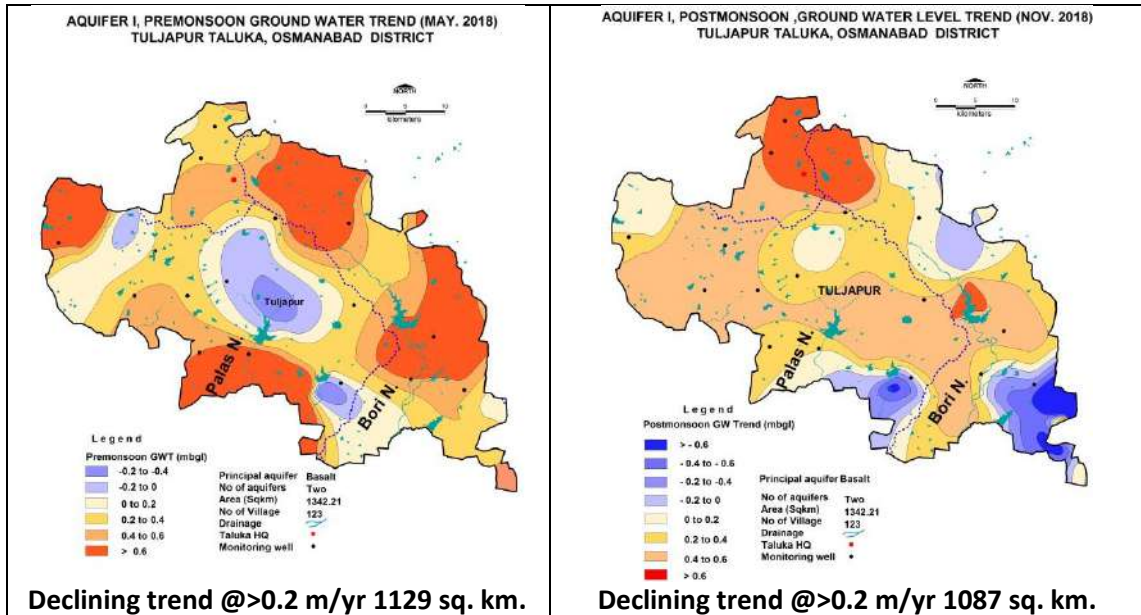 AQUIFER I, PREMONSOON GROUND WATER TREND (MAY. 2018)
TULJAPUR TALUKA, OSMANABAD DISTRICT
NORTH
0 5 10
kilometers
Tuljapur
Palas N.
Bori N.
Legend
Premonsoon GWT (mbgl)
-0.2 to -0.4
-0.2 to 0
0 to 0.2
0.2 to 0.4
0.4 to 0.6
> 0.6
Principal aquifer Basalt
No of aquifers Two
Area (Sqkm) 1342.21
No of Village 123
Drainage
Taluka HQ
Monitoring well
Declining trend @>0.2 m/yr 1129 sq. km.
AQUIFER I, POSTMONSOON ,GROUND WATER LEVEL TREND (NOV. 2018)
TULJAPUR TALUKA, OSMANABAD DISTRICT
NORTH
0 5 10
kilometers
TULJAPUR
Palas N.
Bori N.
Legend
Postmonsoon GW Trend (mbgl)
> - 0.6
- 0.4 to - 0.6
- 0.2 to -0.4
- 0.2 to 0
0 to 0.2
0.2 to 0.4
0.4 to 0.6
> 0.6
Principal aquifer Basalt
No of aquifers Two
Area (Sqkm) 1342.21
No of Village 123
Drainage
Taluka HQ
Monitoring well
Declining trend @>0.2 m/yr 1087 sq. km.